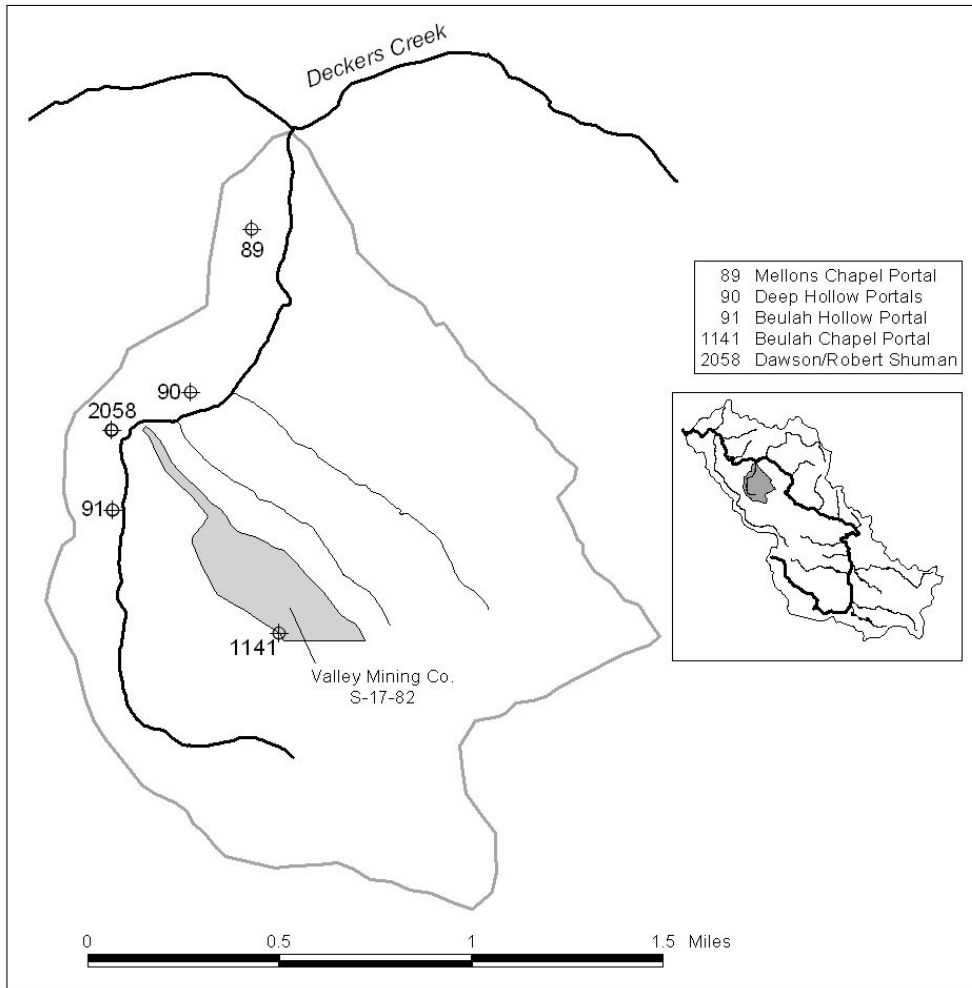 Deckers Creek
89
89 Mellons Chapel Portal
90 Deep Hollow Portals
91 Beulah Hollow Portal
1141 Beulah Chapel Portal
2058 Dawson/Robert Shuman
90
2058
91
1141
Valley Mining Co.
S-17-82
0 0.5 1 1.5 Miles